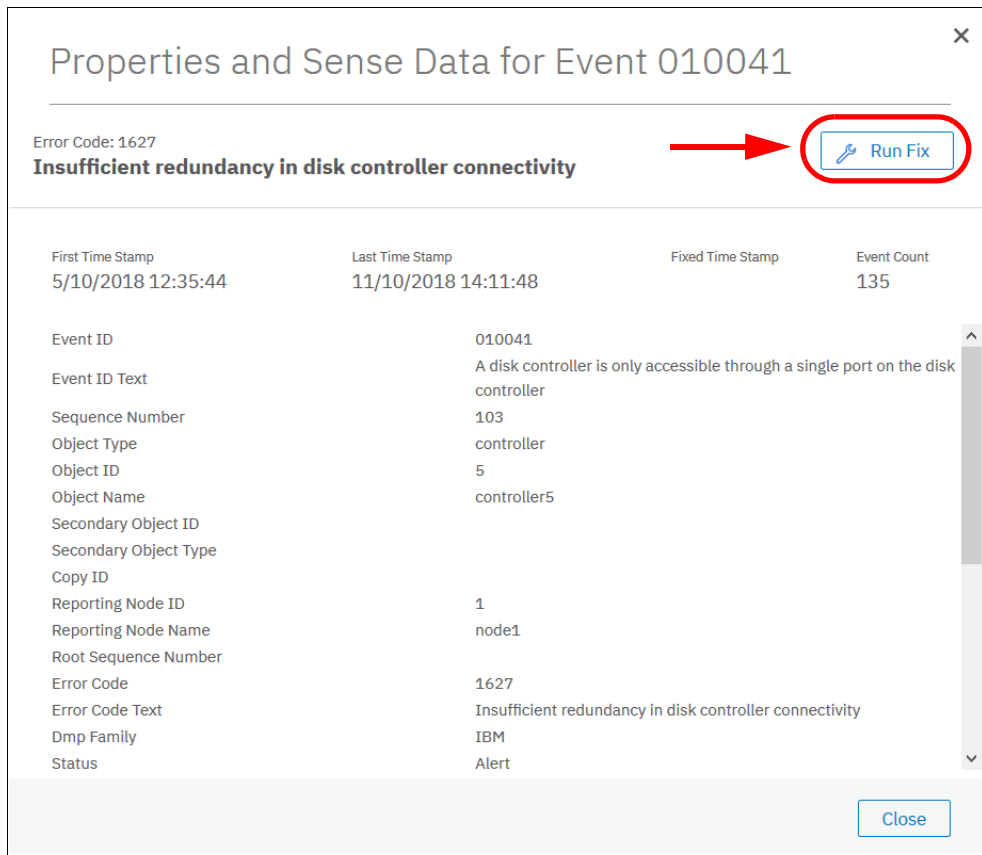 Properties and Sense Data for Event 010041
Error Code: 1627
Insufficient redundancy in disk controller connectivity
Run Fix
First Time Stamp Last Time Stamp Fixed Time Stamp Event Count
5/10/2018 12:35:44 11/10/2018 14:11:48 135
Event ID 010041
Event ID Text A disk controller is only accessible through a single port on the disk
controller
Sequence Number 103
Object Type controller
Object ID 5
Object Name controller5
Secondary Object ID
Secondary Object Type
Copy ID
Reporting Node ID 1
Reporting Node Name node1
Root Sequence Number
Error Code 1627
Error Code Text Insufficient redundancy in disk controller connectivity
Dmp Family IBM
Status Alert
Close